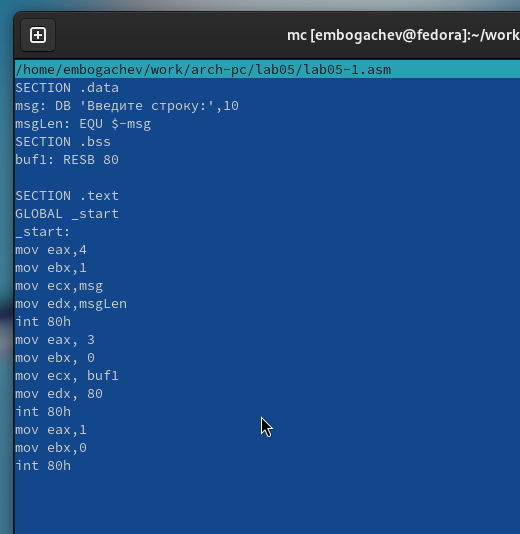 mc [embogachev@fedora]:~/work
/home/embogachev/work/arch-pc/lab05/lab05-1.asm
SECTION .data
msg: DB 'Введите строку:',10
msgLen: EQU $-msg
SECTION .bss
buf1: RESB 80
SECTION .text
GLOBAL _start
_start:
mov eax,4
mov ebx,1
mov ecx,msg
mov edx,msgLen
int 80h
mov eax, 3
mov ebx, 0
mov ecx, buf1
mov edx, 80
int 80h
mov eax,1
mov ebx,0
int 80h